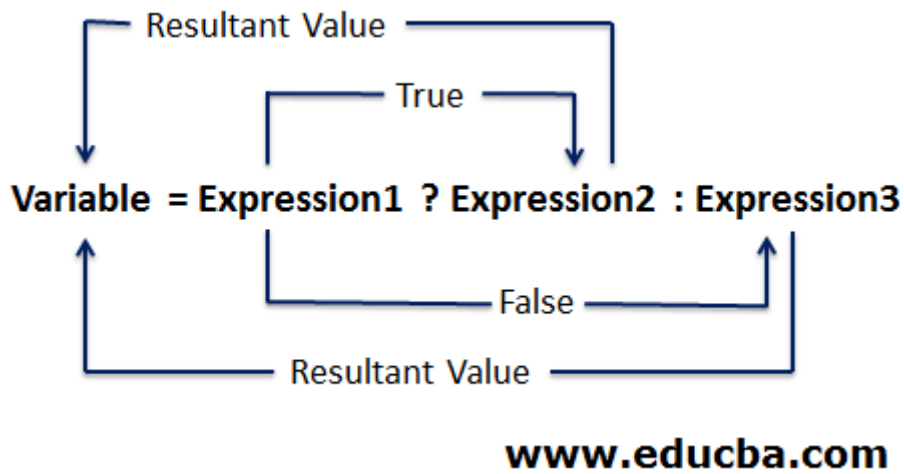 Resultant Value
True
Variable = Expression1 ? Expression2 : Expression3
False
Resultant Value
www.educba.com